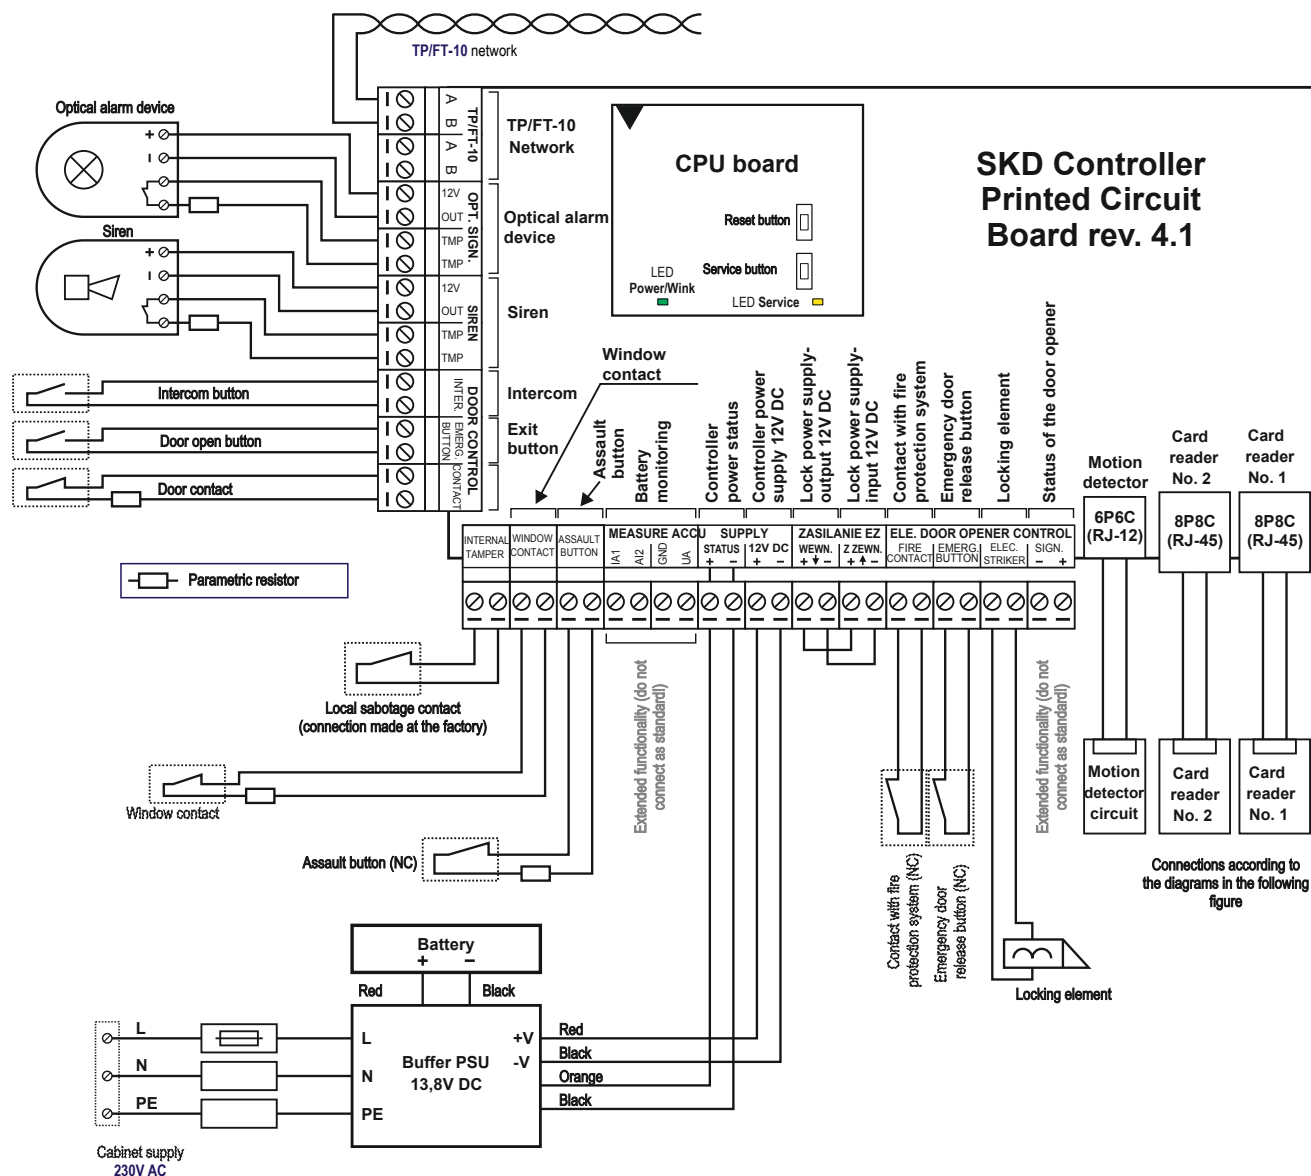 TP/FT-10 network
Optical alarm device
+
I
Siren
+
I
A
B
A
B
TP/FT-10
12V
OUT
TMP
TMP
OPT. SIGN.
12V
OUT
TMP
TMP
SIREN
INTER.
EMERG.
BUTTON
CONTACT
DOOR CONTROL
TP/FT-10
Network
Optical alarm
device
Siren
Intercom
Exit
button
Intercom button
Door open button
Door contact
Parametric resistor
CPU board
Reset button
Service button
LED
Power/Wink
LED Service
SKD Controller
Printed Circuit
Board rev. 4.1
Window
contact
Assault
button
Battery
monitoring
Controller
power status
Controller power
supply 12V DC
Lock power supply-
output 12V DC
Lock power supply-
input 12V DC
Contact with fire
protection system
Emergency door
release button
Locking element
Status of the door opener
Motion
detector
Card
reader
No. 2
Card
reader
No. 1
6P6C
(RJ-12)
8P8C
(RJ-45)
8P8C
(RJ-45)
INTERNAL
TAMPER
WINDOW
CONTACT
ASSAULT
BUTTON
MEASURE ACCU
IA1
AI2
GND
UA
SUPPLY
STATUS
+ −
12V DC
+ −
ZASILANIE EZ
WEWN.
+ −
Z ZEWN.
+ −
ELE. DOOR OPENER CONTROL
FIRE
CONTACT
EMERG.
BUTTON
ELEC.
STRIKER
SIGN.
− +
Local sabotage contact
(connection made at the factory)
Window contact
Assault button (NC)
Extended functionality (do not
connect as standardl)
Contact with fire
protection system (NC)
Emergency door
release button (NC)
Extended functionality (do not
connect as standardl)
Locking element
Motion
detector
circuit
Card
reader
No. 2
Card
reader
No. 1
Connections according to
the diagrams in the following
figure
Battery
+ −
Red
Black
L
N
PE
L
N
PE
Buffer PSU
13,8V DC
+V
-V
Red
Black
Orange
Black
Cabinet supply
230V AC